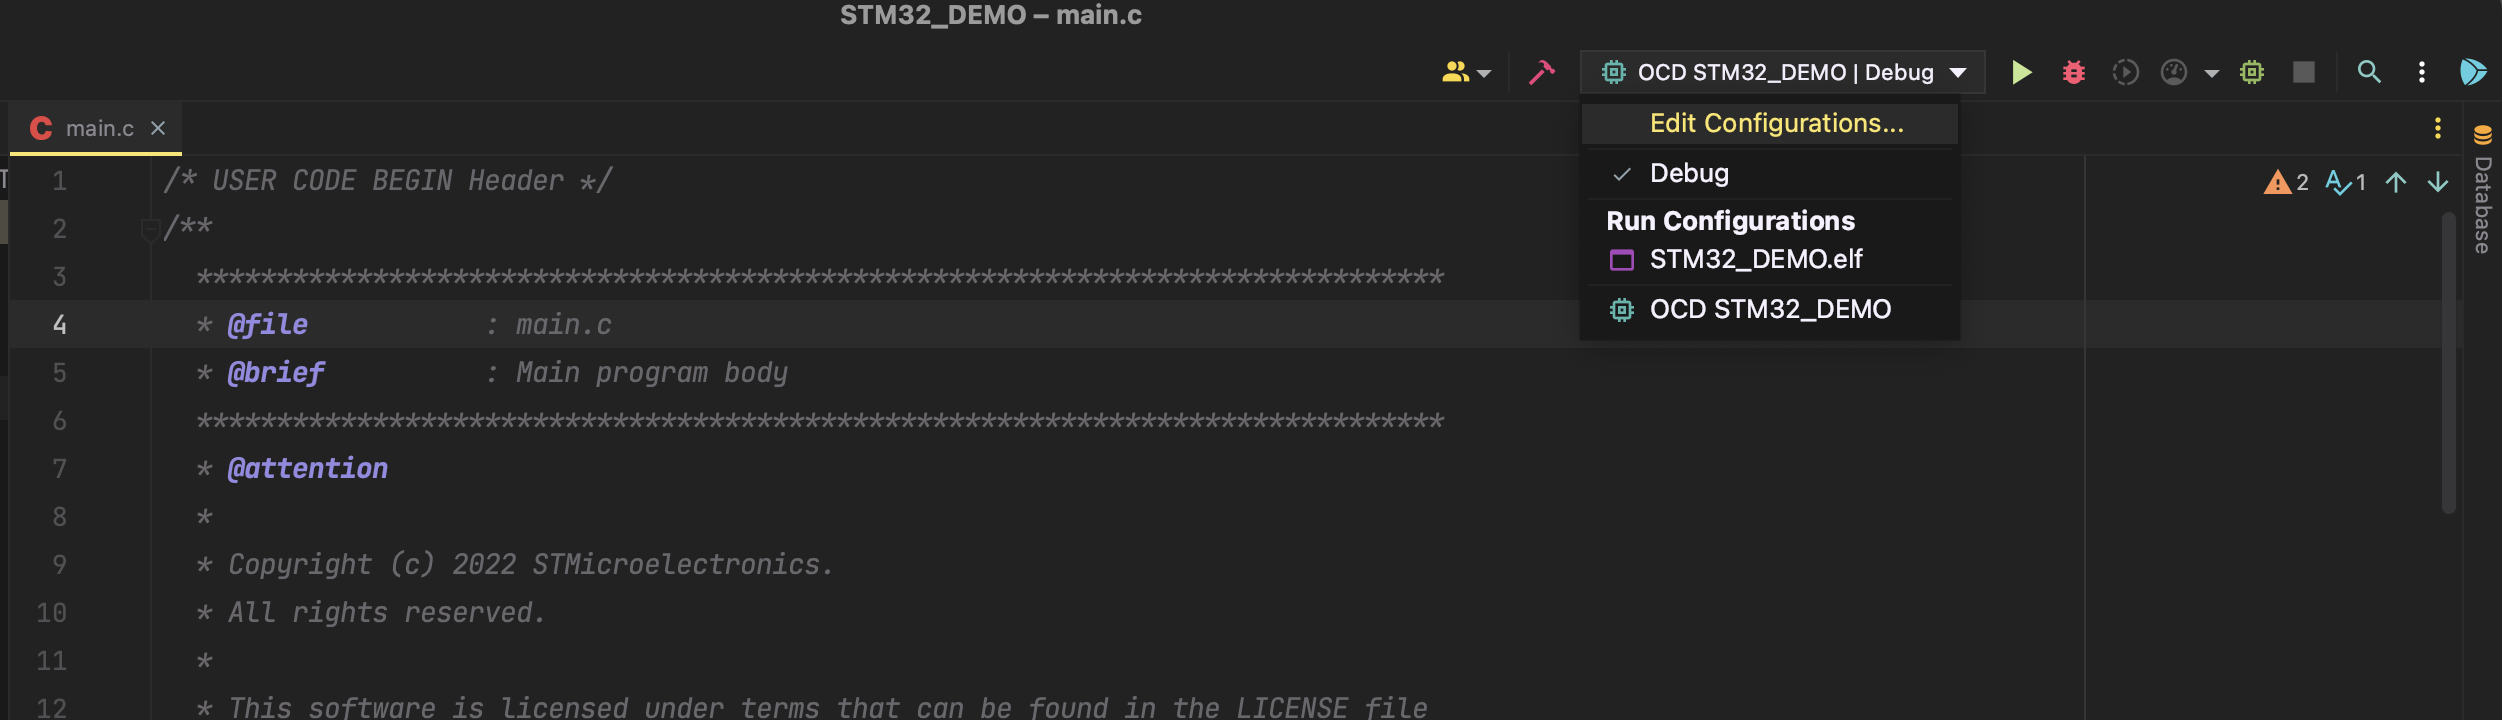 STM32_DEMO – main.c
OCD STM32_DEMO | Debug
main.c
Edit Configurations...
Debug
Run Configurations
STM32_DEMO.elf
OCD STM32_DEMO
2
1
Database
1 /* USER CODE BEGIN Header */
2 /**
3 ******************************************************************************
4 * @file : main.c
5 * @brief : Main program body
6 ******************************************************************************
7 * @attention
8 *
9 * Copyright (c) 2022 STMicroelectronics.
10 * All rights reserved.
11 *
12 * This software is licensed under terms that can be found in the LICENSE file